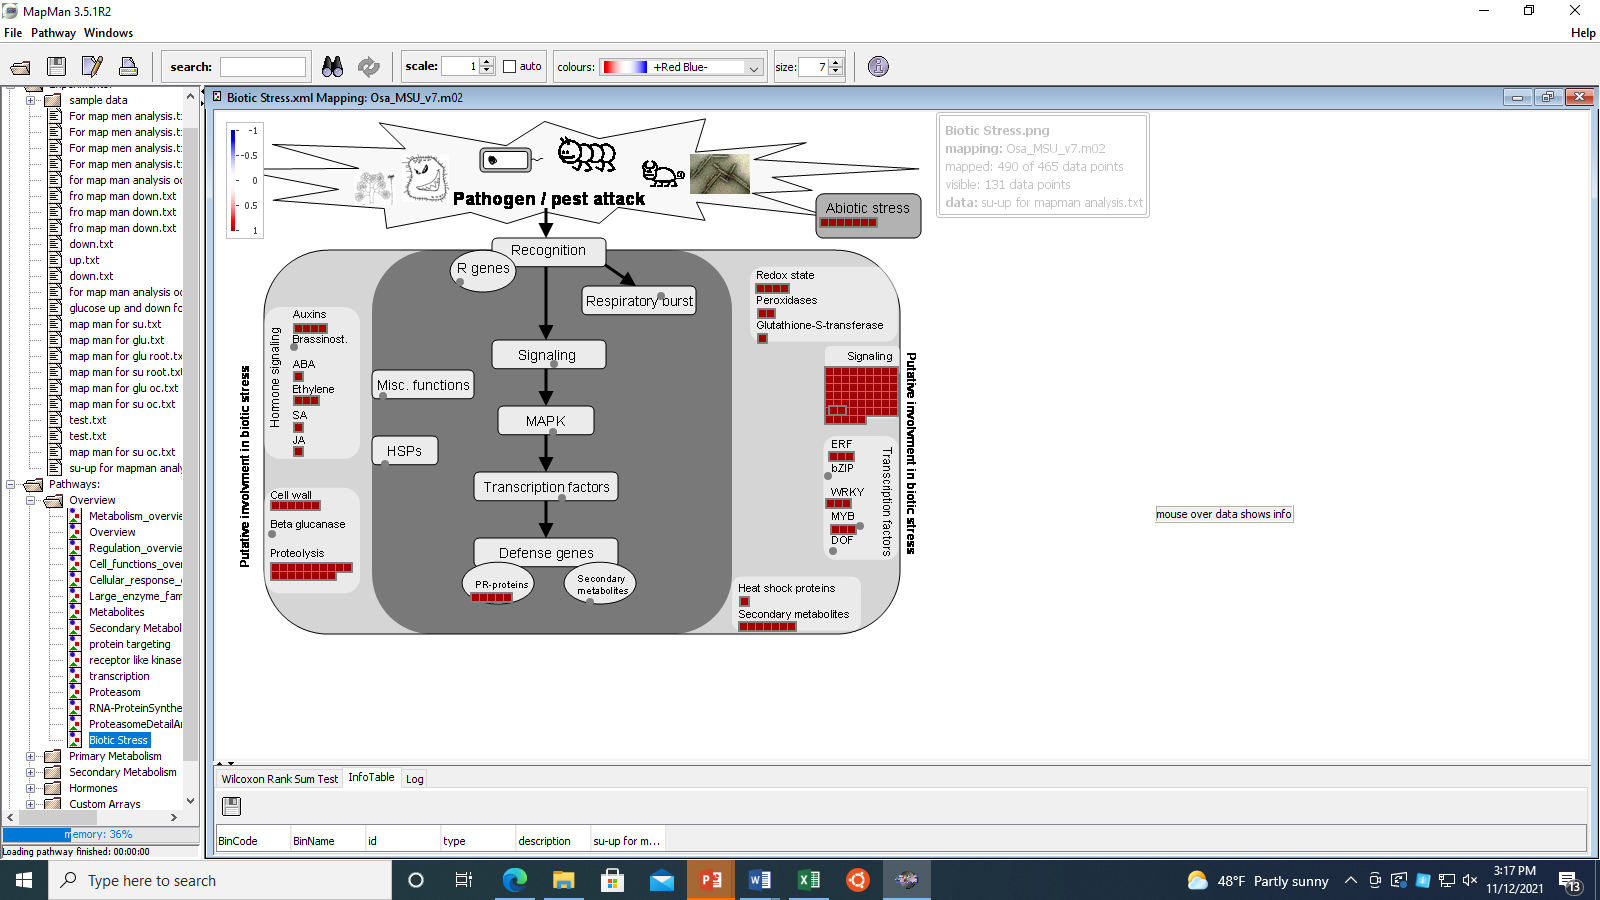 MapMan 3.5.1R2
File Pathway Windows Help
search: scale: 1 auto colours: +Red Blue- size: 7
sample data
For map men analysis.t
For map men analysis.t
For map men analysis.t
For map men analysis.t
for map man analysis oc
fro map man down.txt
fro map man down.txt
fro map man down.txt
down.txt
up.txt
down.txt
for map man analysis oc
glucose up and down fo
map man for su.txt
map man for glu.txt
map man for glu root.tx
map man for su root.tx
map man for glu oc.txt
map man for su oc.txt
test.txt
test.txt
map man for su oc.txt
su-up for mapman analy
Pathways:
Overview
Metabolism_overvie
Overview
Regulation_overvie
Cell_functions_over
Cellular_response_
Large_enzyme_fam
Metabolites
Secondary Metabol
protein targeting
receptor like kinase
transcription
Proteasom
RNA-ProteinSynthe
ProteasomeDetailAn
Biotic Stress
Primary Metabolism
Secondary Metabolism
Hormones
Custom Arrays
memory: 36%
Loading pathway finished: 00:00:00
Biotic Stress.xml Mapping: Osa_MSU_v7.m02
-1
-0.5
0
0.5
1
Pathogen / pest attack
Abiotic stress
Biotic Stress.png
mapping: Osa_MSU_v7.m02
mapped: 490 of 465 data points
visible: 131 data points
data: su-up for mapman analysis.txt
Recognition
R genes
Respiratory burst
Signaling
Misc. functions
MAPK
HSPs
Transcription factors
Defense genes
PR-proteins
Secondary
metabolites
Putative involvment in biotic stress
Hormone signaling
Auxins
Brassinost.
ABA
Ethylene
SA
JA
Cell wall
Beta glucanase
Proteolysis
Redox state
Peroxidases
Glutathione-S-transferase
Signaling
Putative involvment in biotic stress
ERF
bZIP
WRKY
MYB
DOF
Transcription factors
Heat shock proteins
Secondary metabolites
mouse over data shows info
Wilcoxon Rank Sum Test InfoTable Log
BinCode BinName id type description su-up for m...
Type here to search
48°F Partly sunny
3:17 PM
11/12/2021
13